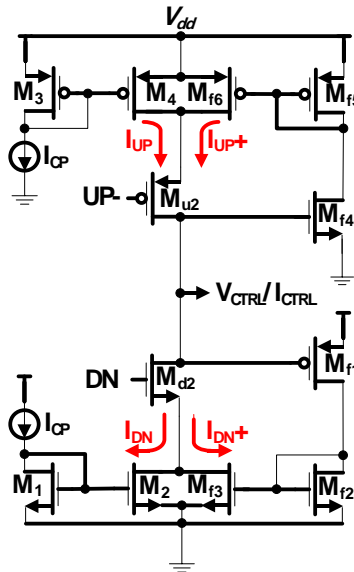 Vdd
M3 M4 Mf6 Mf5
IUP IUP+
ICP
UP- Mu2 Mf4
VCTRL/ ICTRL
DN Md2 Mf1
ICP IDN IDN+
M1 M2 Mf3 Mf2